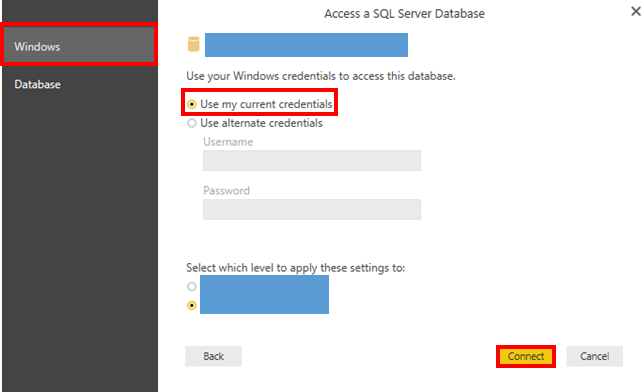 Access a SQL Server Database
Windows
Database
Use your Windows credentials to access this database.
Use my current credentials
Use alternate credentials
Username
Password
Select which level to apply these settings to:
Back
Connect
Cancel